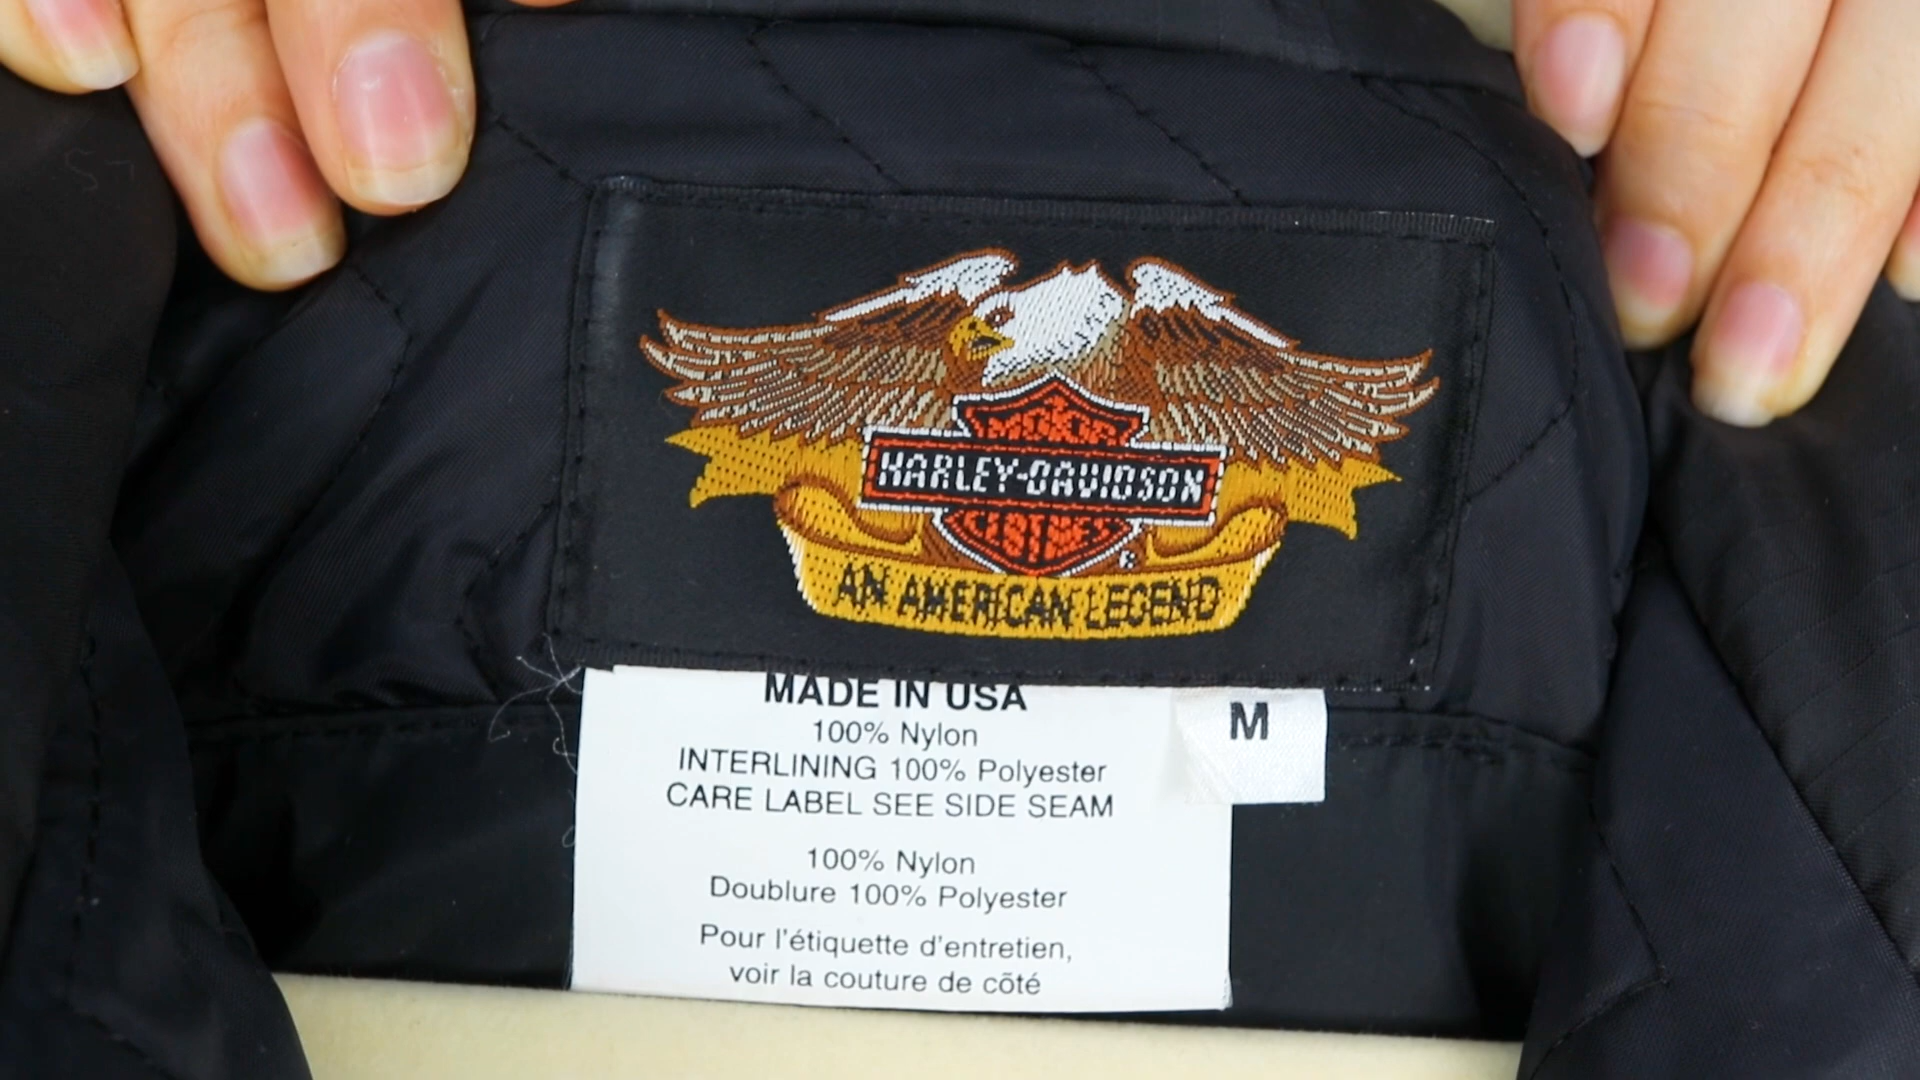 MOTOR
HARLEY-DAVIDSON
CLOTHES
®
AN AMERICAN LEGEND
MADE IN USA
M
100% Nylon
INTERLINING 100% Polyester
CARE LABEL SEE SIDE SEAM
100% Nylon
Doublure 100% Polyester
Pour l'étiquette d'entretien,
voir la couture de côté